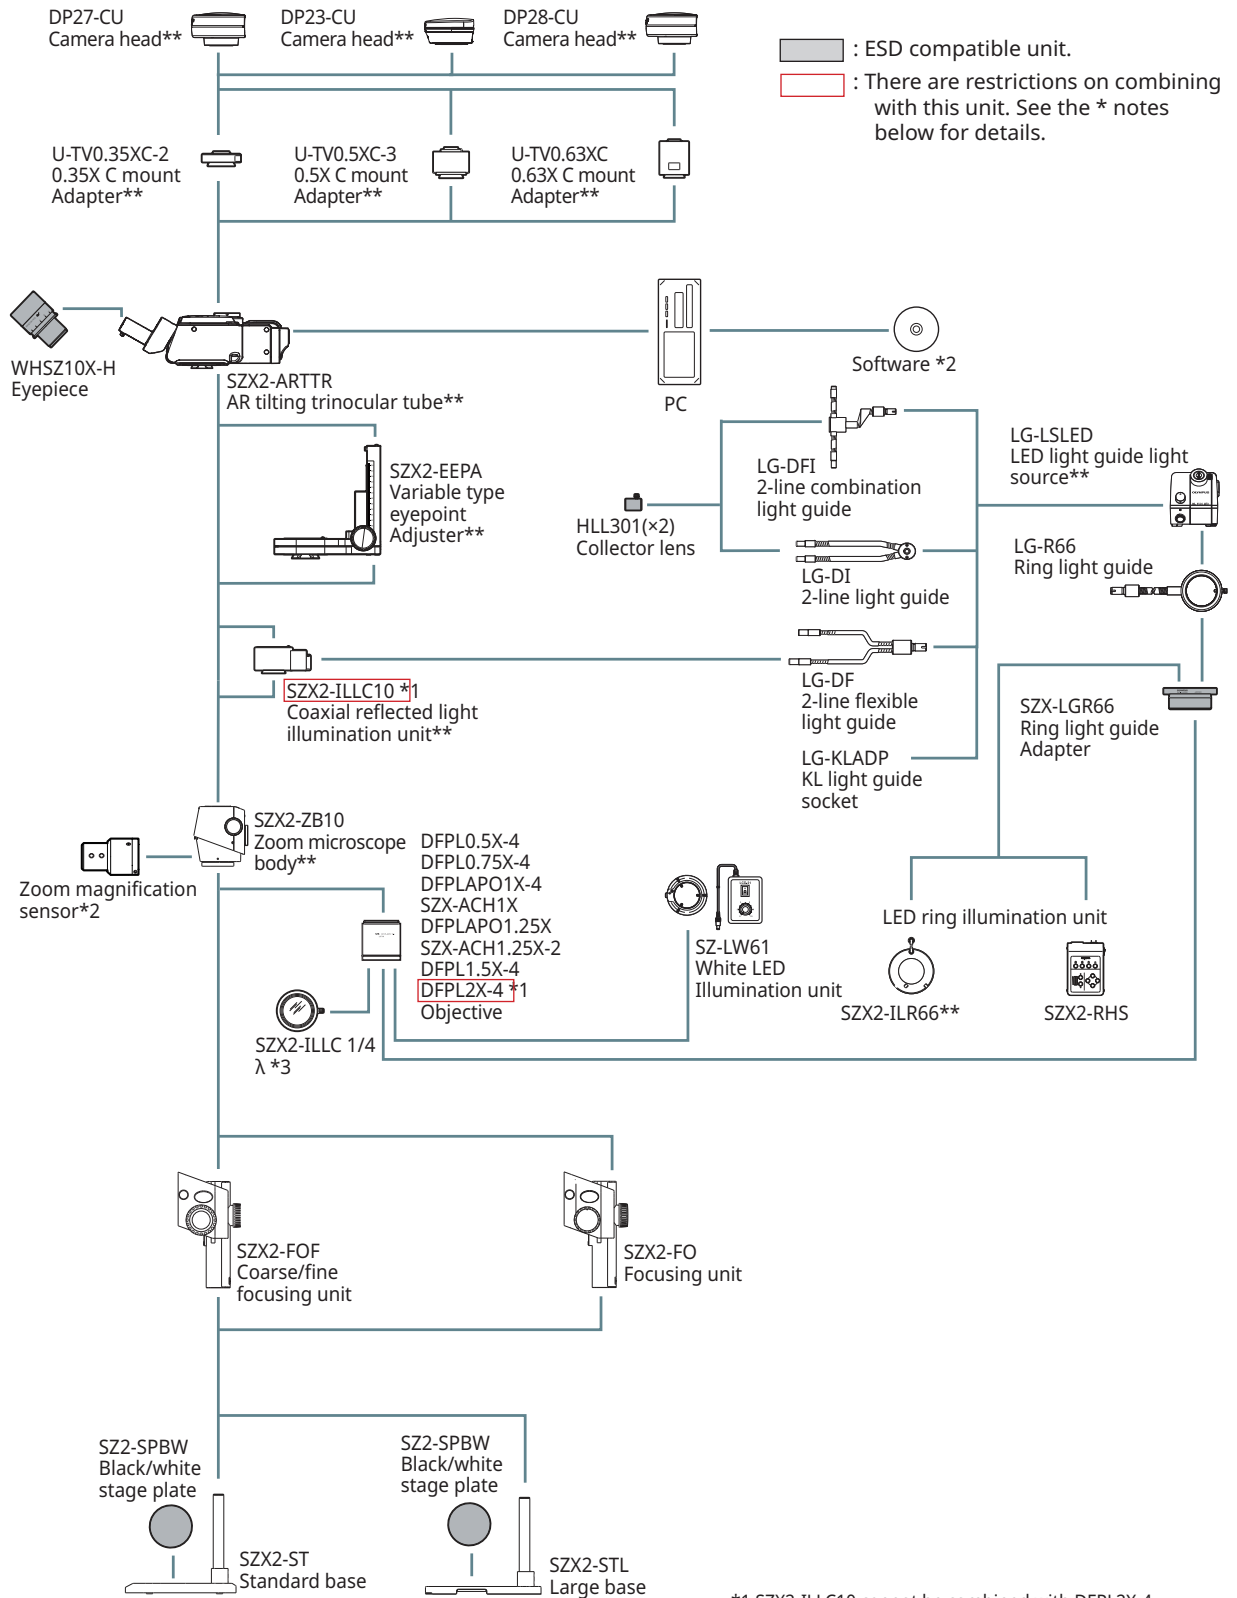 DP27-CU
Camera head**
DP23-CU
Camera head**
DP28-CU
Camera head**
: ESD compatible unit.
: There are restrictions on combining
with this unit. See the * notes
below for details.
U-TV0.35XC-2
0.35X C mount
Adapter**
U-TV0.5XC-3
0.5X C mount
Adapter**
U-TV0.63XC
0.63X C mount
Adapter**
WHSZ10X-H
Eyepiece
SZX2-ARTTR
AR tilting trinocular tube**
PC
Software *2
SZX2-EEPA
Variable type
eyepoint
Adjuster**
HLL301(×2)
Collector lens
LG-DFI
2-line combination
light guide
LG-LSLED
LED light guide light
source**
LG-DI
2-line light guide
LG-R66
Ring light guide
SZX2-ILLC10 *1
Coaxial reflected light
illumination unit**
LG-DF
2-line flexible
light guide
SZX-LGR66
Ring light guide
Adapter
LG-KLADP
KL light guide
socket
SZX2-ZB10
Zoom microscope
body**
Zoom magnification
sensor*2
DFPL0.5X-4
DFPL0.75X-4
DFPLAPO1X-4
SZX-ACH1X
DFPLAPO1.25X
SZX-ACH1.25X-2
DFPL1.5X-4
DFPL2X-4 *1
Objective
SZ-LW61
White LED
Illumination unit
LED ring illumination unit
SZX2-ILR66**
SZX2-RHS
SZX2-ILLC 1/4
λ *3
SZX2-FOF
Coarse/fine
focusing unit
SZX2-FO
Focusing unit
SZ2-SPBW
Black/white
stage plate
SZ2-SPBW
Black/white
stage plate
SZX2-ST
Standard base
SZX2-STL
Large base
*1 SZX2-ILLC10 cannot be combined with DFPL2X-4